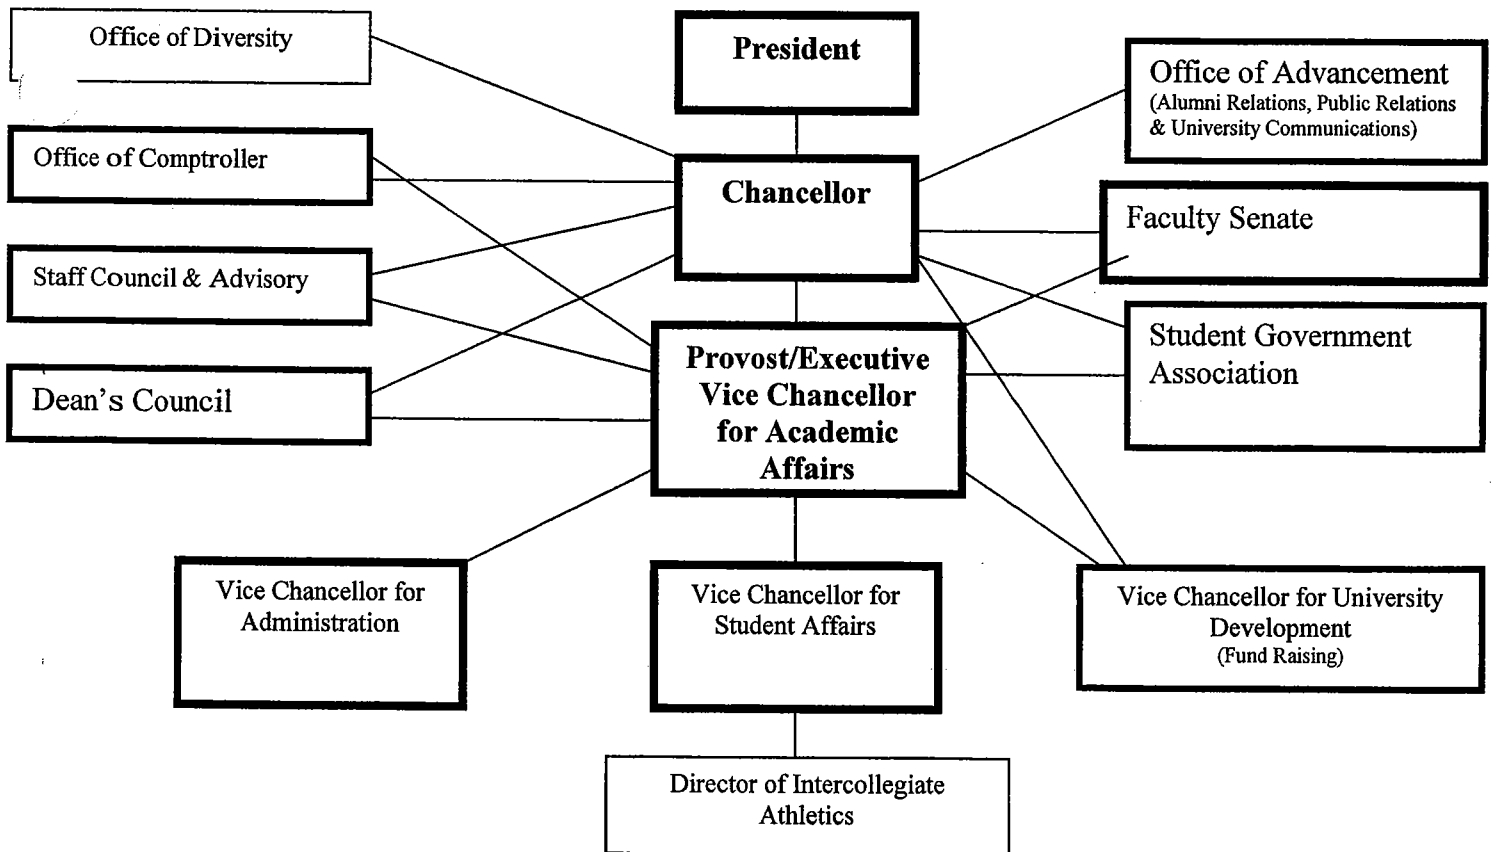 Office of Diversity
President
Office of Advancement
(Alumni Relations, Public Relations
& University Communications)
Office of Comptroller
Chancellor
Faculty Senate
Staff Council & Advisory
Student Government
Association
Provost/Executive
Vice Chancellor
for Academic
Affairs
Dean's Council
Vice Chancellor for
Administration
Vice Chancellor for
Student Affairs
Vice Chancellor for University
Development
(Fund Raising)
Director of Intercollegiate
Athletics